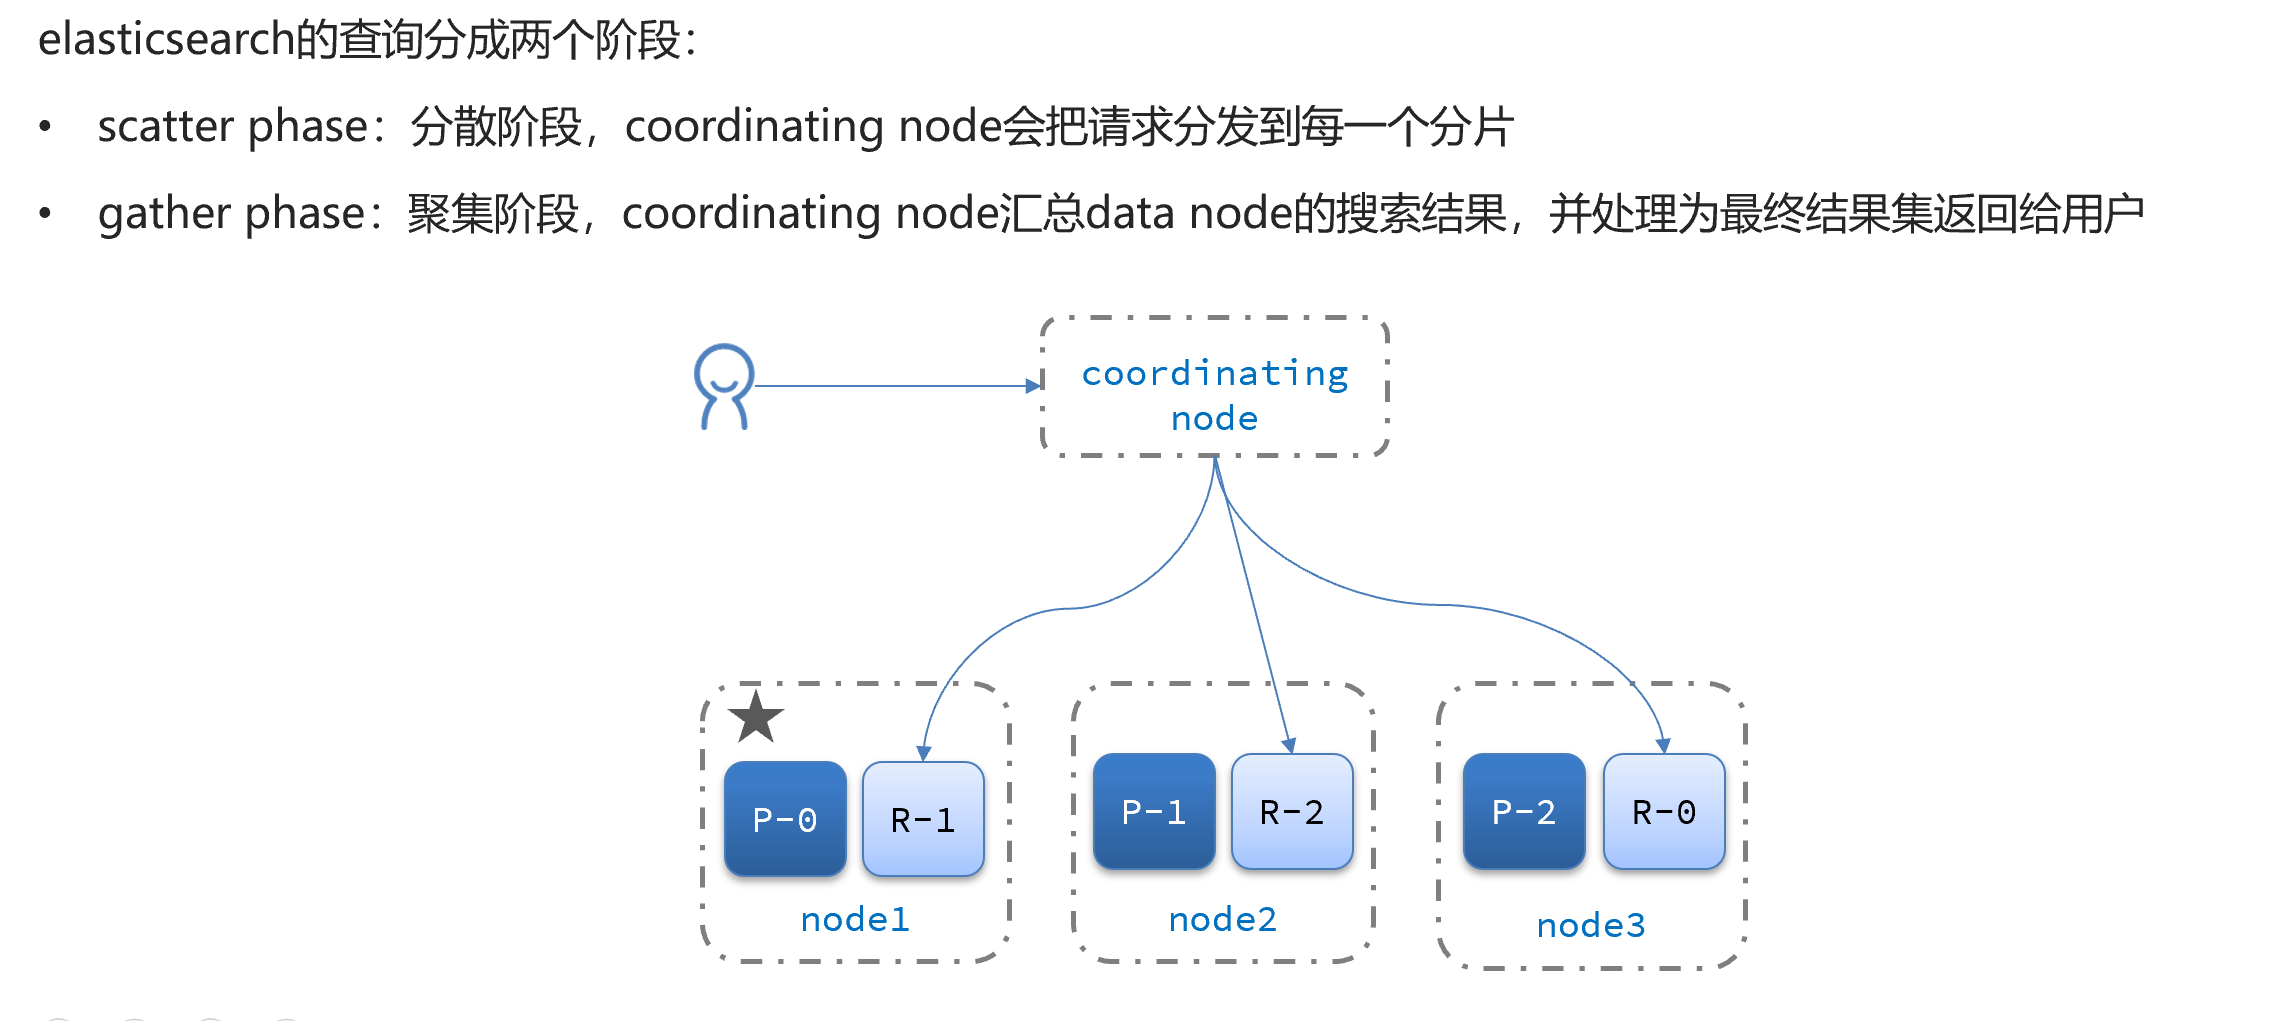 elasticsearch的查询分成两个阶段：
• scatter phase：分散阶段，coordinating node会把请求分发到每一个分片
• gather phase：聚集阶段，coordinating node汇总data node的搜索结果，并处理为最终结果集返回给用户
coordinating
node
P-0
R-1
P-1
R-2
P-2
R-0
node1
node2
node3